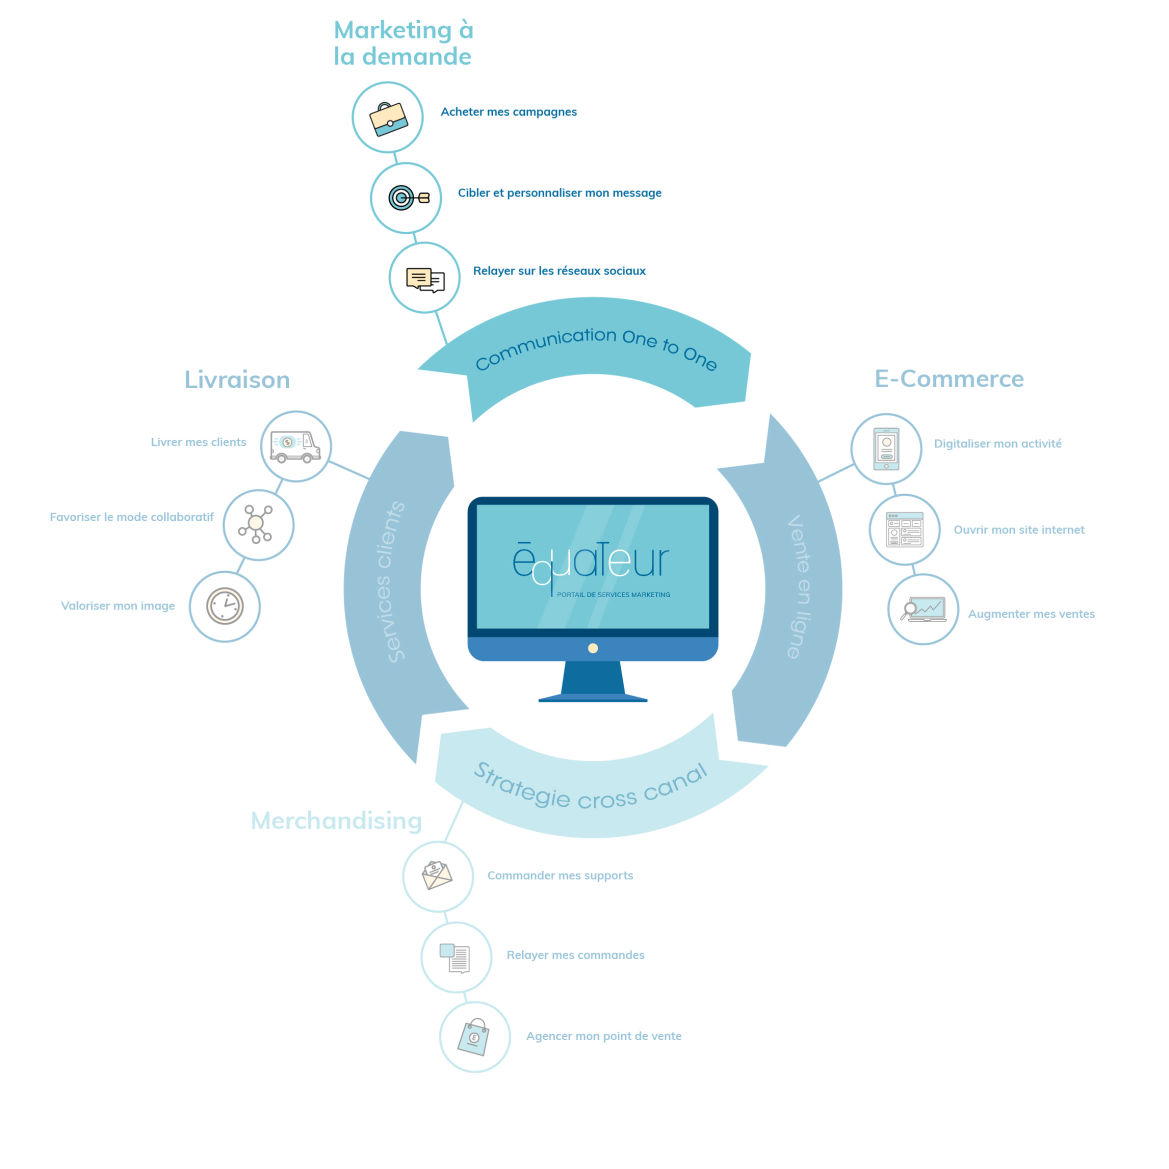 Marketing à
la demande
Acheter mes campagnes
Cibler et personnaliser mon message
Relayer sur les réseaux sociaux
Communication One to One
Livraison
Livrer mes clients
Favoriser le mode collaboratif
Valoriser mon image
Services clients
ēquaTeur
PORTAIL DE SERVICES MARKETING
E-Commerce
Digitaliser mon activité
Ouvrir mon site internet
Augmenter mes ventes
Vente en ligne
Stratégie cross canal
Merchandising
Commander mes supports
Relayer mes commandes
Agencer mon point de vente